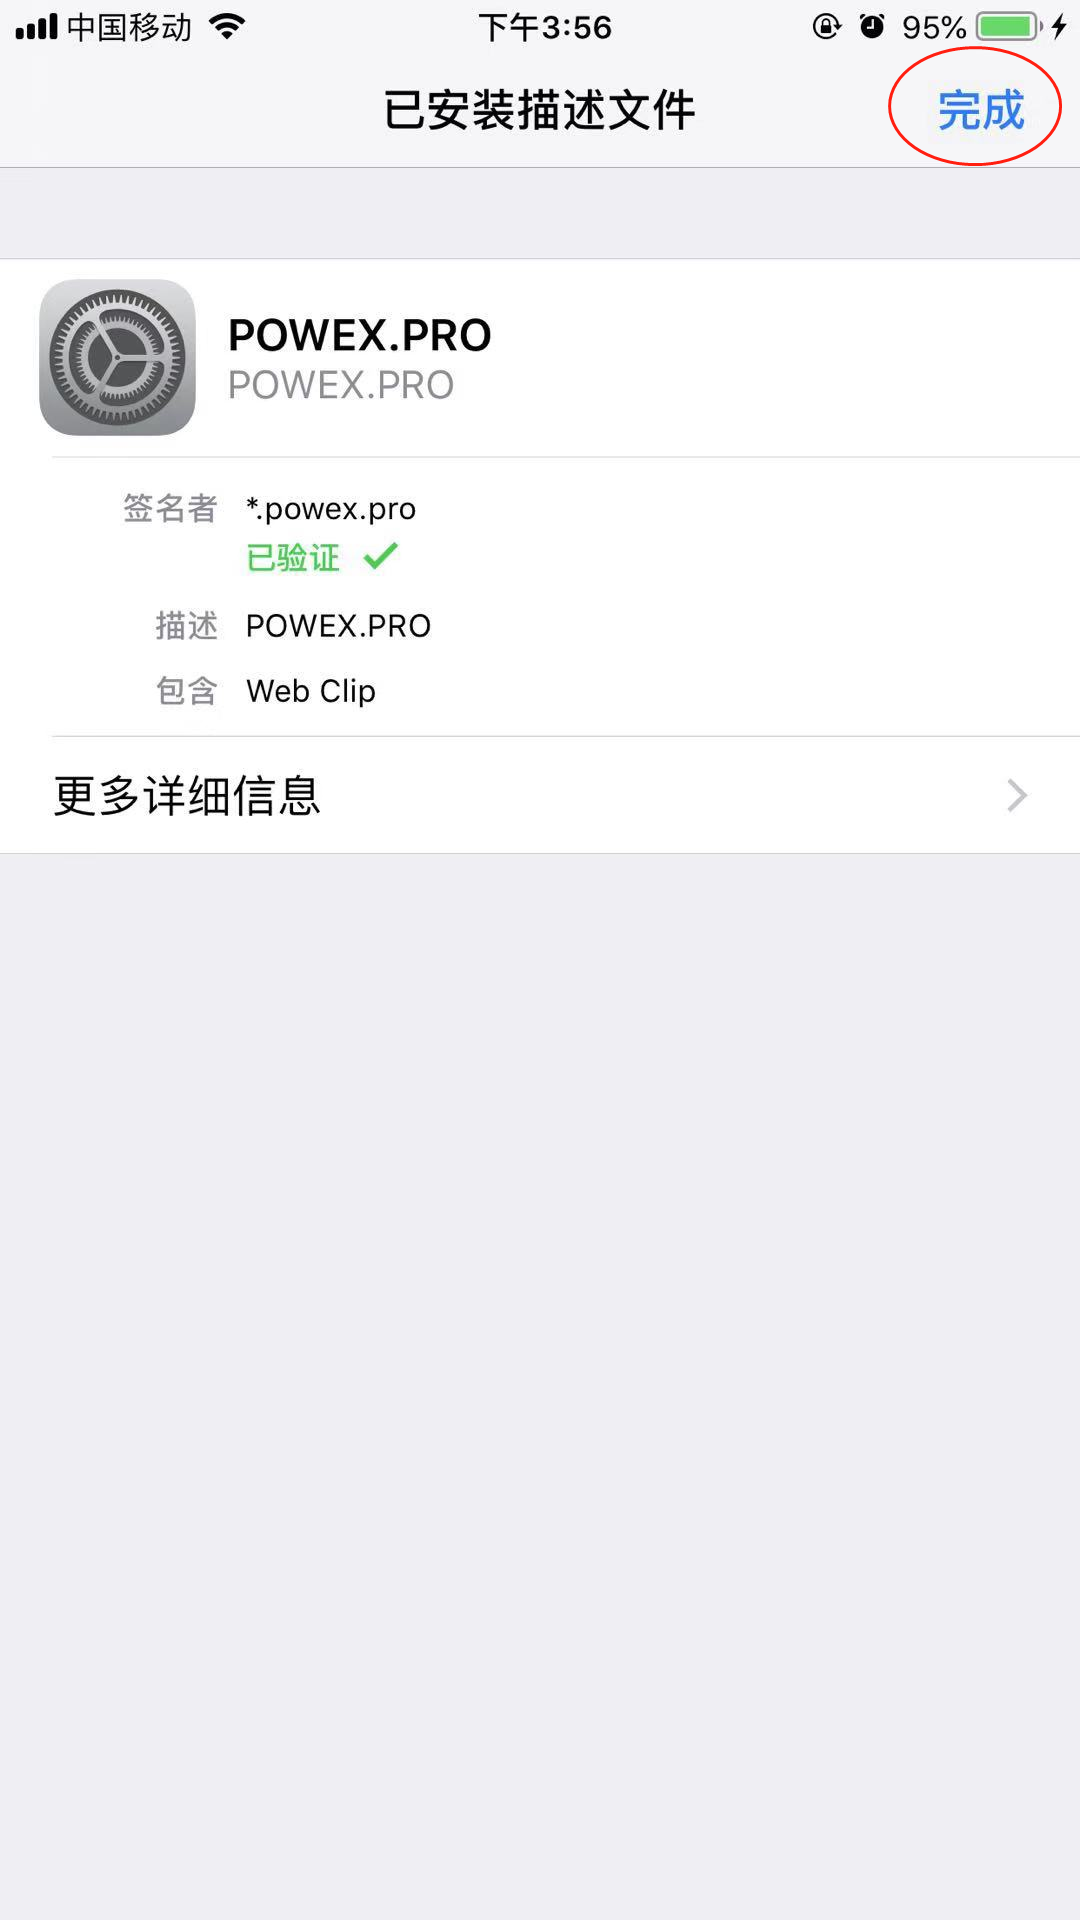 中国移动 下午3:56 95%
已安装描述文件 完成
POWEX.PRO
POWEX.PRO
签名者 *.powex.pro
已验证
描述 POWEX.PRO
包含 Web Clip
更多详细信息